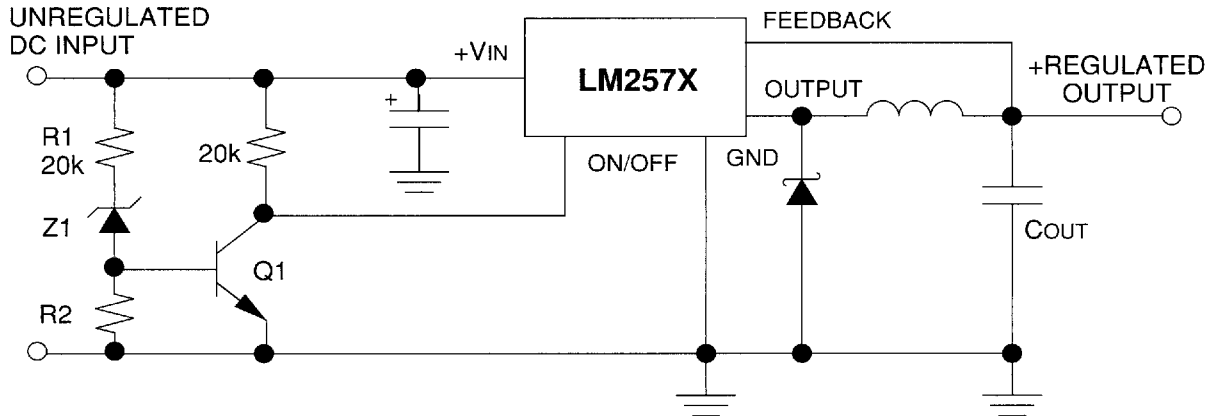 UNREGULATED
DC INPUT
+VIN
LM257X
FEEDBACK
OUTPUT
+REGULATED
OUTPUT
R1
20k
20k
+
ON/OFF
GND
Z1
Q1
COUT
R2